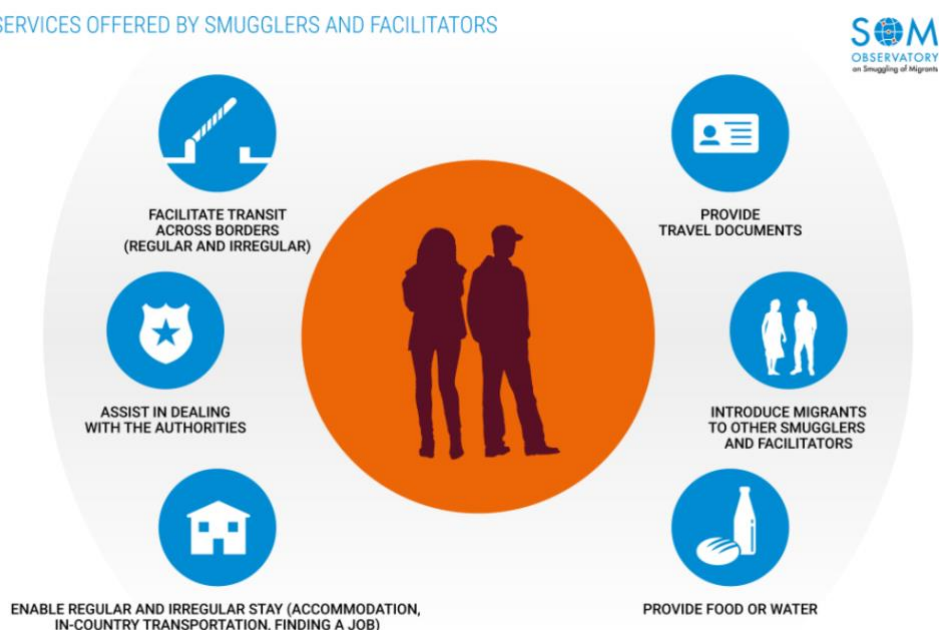 SERVICES OFFERED BY SMUGGLERS AND FACILITATORS
SOM
OBSERVATORY
on Smuggling of Migrants
FACILITATE TRANSIT
ACROSS BORDERS
(REGULAR AND IRREGULAR)
PROVIDE
TRAVEL DOCUMENTS
ASSIST IN DEALING
WITH THE AUTHORITIES
INTRODUCE MIGRANTS
TO OTHER SMUGGLERS
AND FACILITATORS
ENABLE REGULAR AND IRREGULAR STAY (ACCOMMODATION,
IN-COUNTRY TRANSPORTATION, FINDING A JOB)
PROVIDE FOOD OR WATER